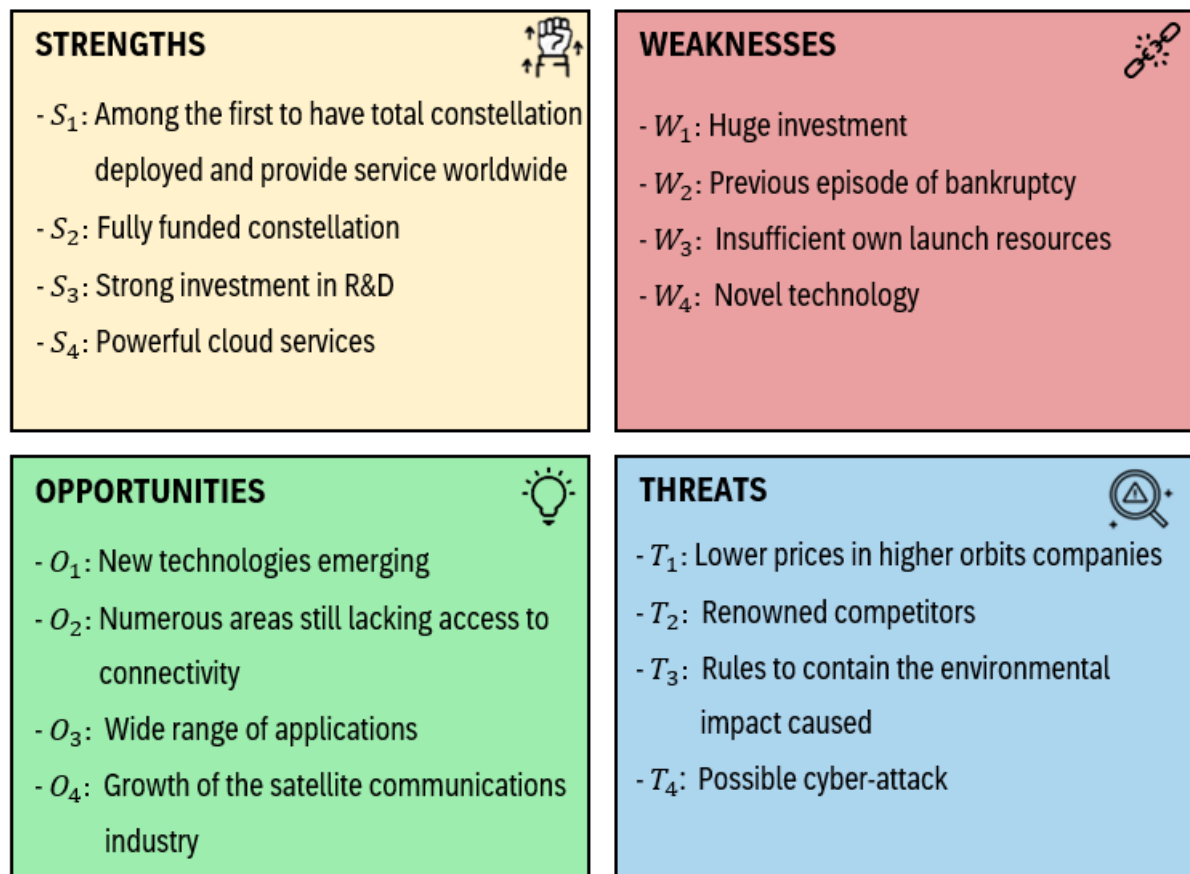 STRENGTHS
- S₁: Among the first to have total constellation
deployed and provide service worldwide
- S₂: Fully funded constellation
- S₃: Strong investment in R&D
- S₄: Powerful cloud services
WEAKNESSES
- W₁: Huge investment
- W₂: Previous episode of bankruptcy
- W₃: Insufficient own launch resources
- W₄: Novel technology
OPPORTUNITIES
- O₁: New technologies emerging
- O₂: Numerous areas still lacking access to
connectivity
- O₃: Wide range of applications
- O₄: Growth of the satellite communications
industry
THREATS
- T₁: Lower prices in higher orbits companies
- T₂: Renowned competitors
- T₃: Rules to contain the environmental
impact caused
- T₄: Possible cyber-attack